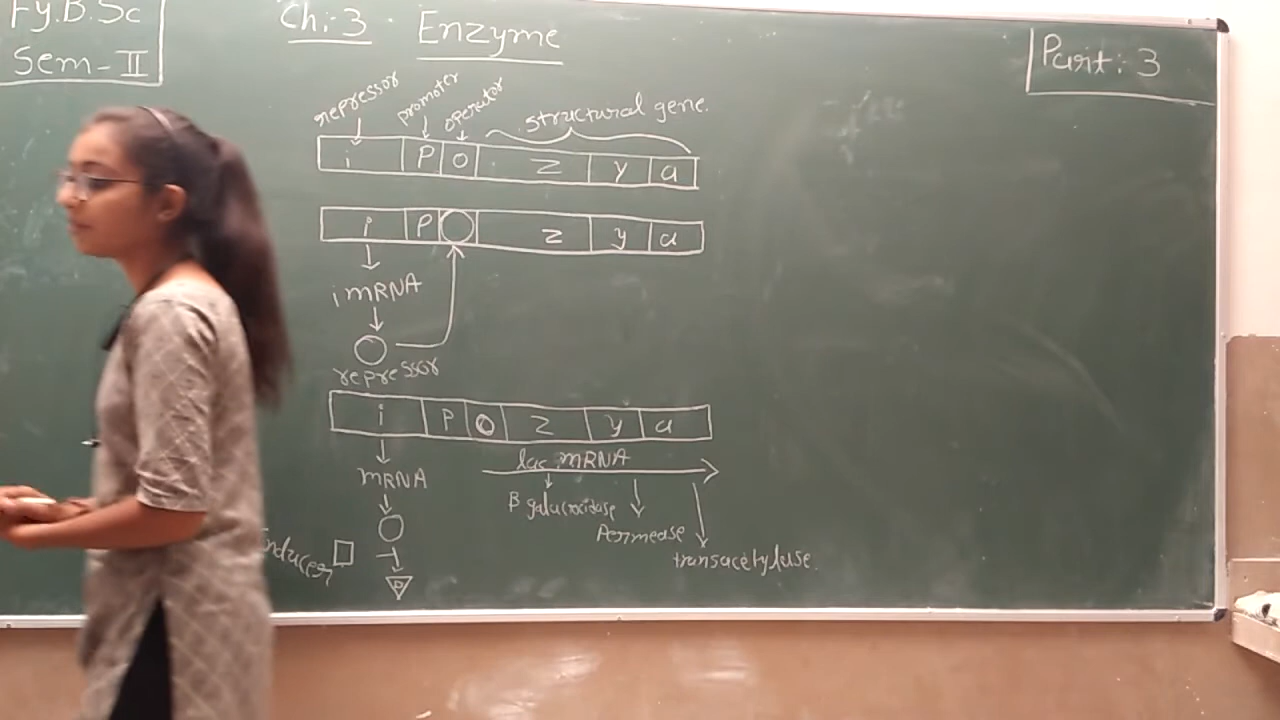 Fy.B.Sc
Sem-II
Ch:3 Enzyme
Part: 3
repressor promoter operator structural gene.
i P O Z y a
i P Z y a
i mRNA
repressor
i P O Z y a
lac mRNA
mRNA
B galactosidase
Permease
transacetylase.
inducer